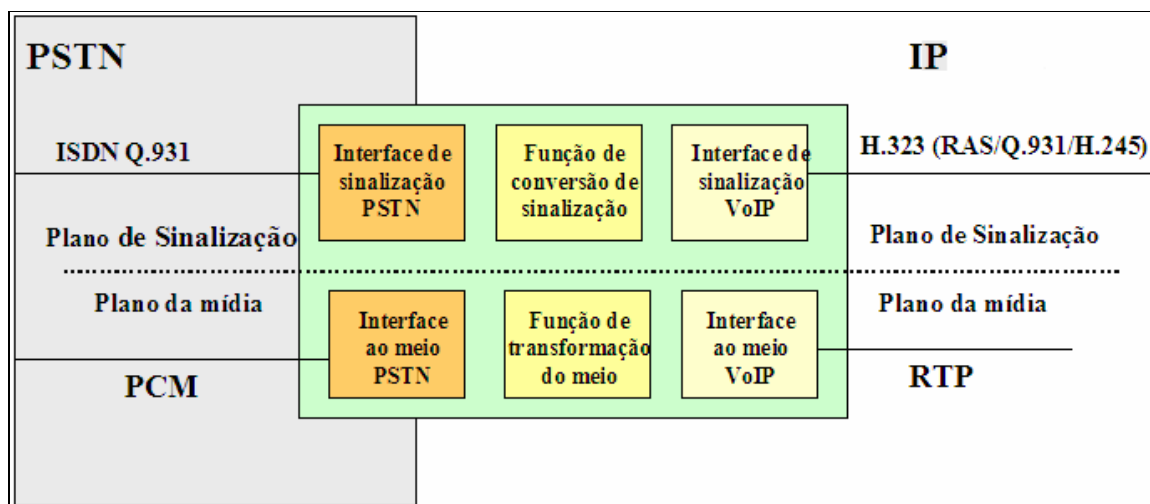 PSTN
IP
ISDN Q.931
H.323 (RAS/Q.931/H.245)
Interface de
sinalização
PSTN
Função de
conversão de
sinalização
Interface de
sinalização
VoIP
Plano de Sinalização
Plano de Sinalização
Plano da mídia
Plano da mídia
Interface
ao meio
PSTN
Função de
transformação
do meio
Interface
ao meio
VoIP
PCM
RTP